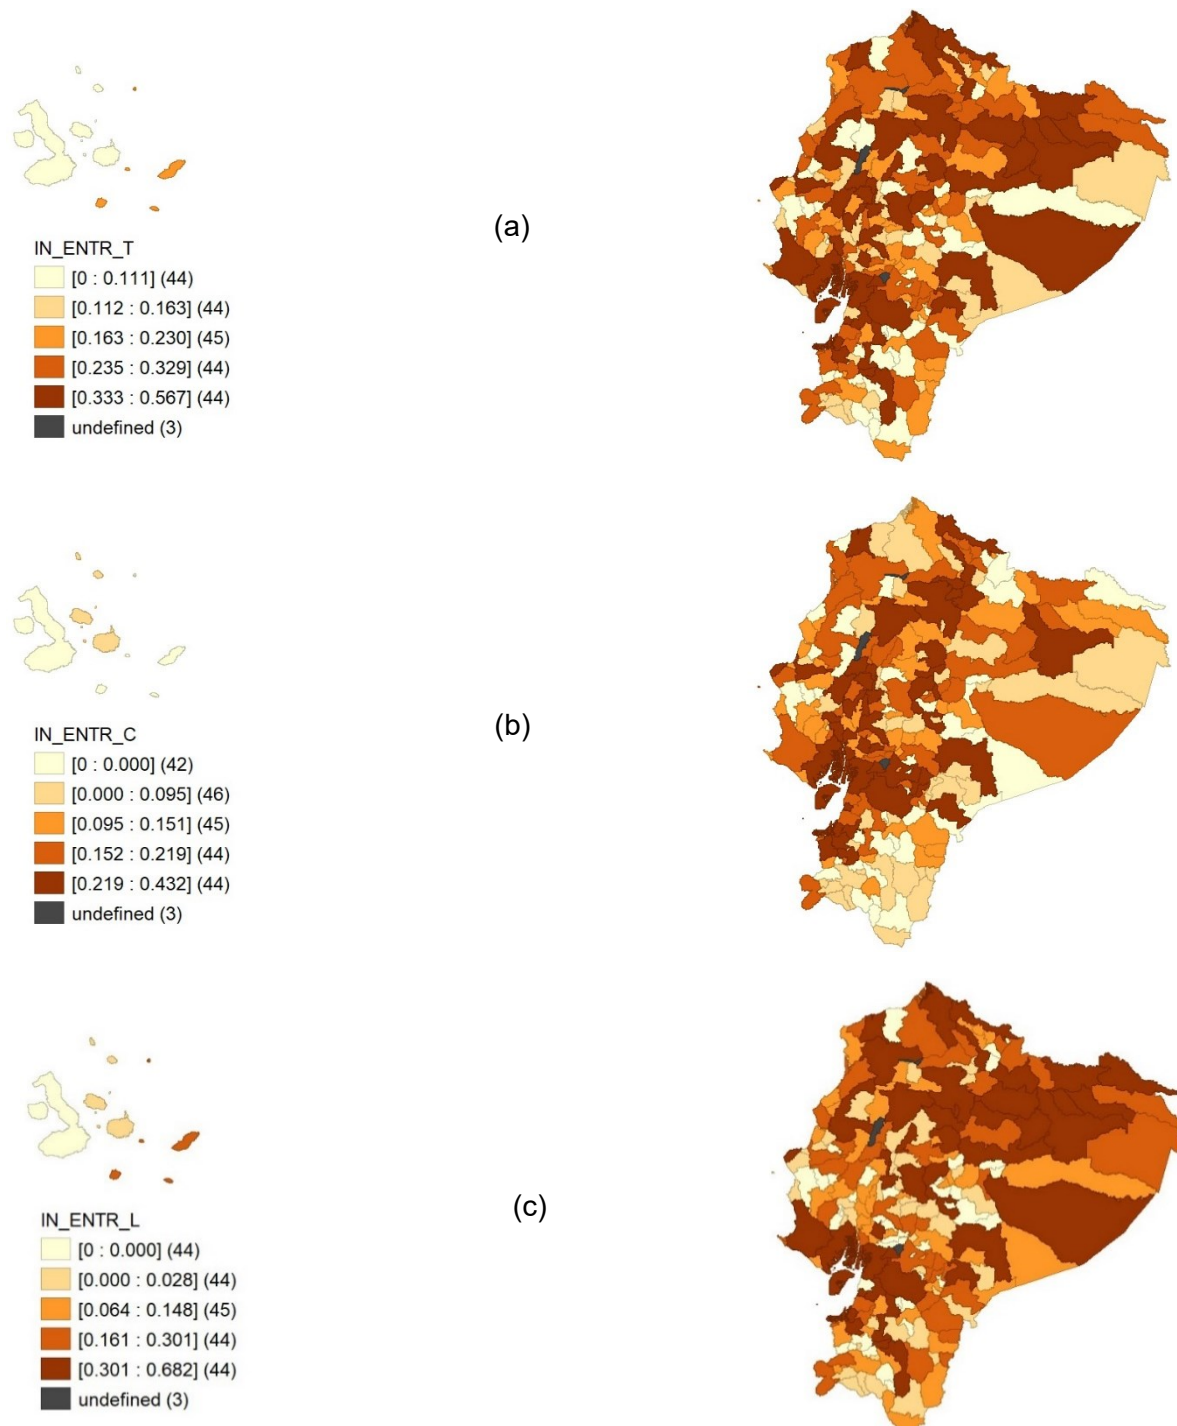 (a)
IN_ENTR_T
[0 : 0.111] (44)
[0.112 : 0.163] (44)
[0.163 : 0.230] (45)
[0.235 : 0.329] (44)
[0.333 : 0.567] (44)
undefined (3)
(b)
IN_ENTR_C
[0 : 0.000] (42)
[0.000 : 0.095] (46)
[0.095 : 0.151] (45)
[0.152 : 0.219] (44)
[0.219 : 0.432] (44)
undefined (3)
(c)
IN_ENTR_L
[0 : 0.000] (44)
[0.000 : 0.028] (44)
[0.064 : 0.148] (45)
[0.161 : 0.301] (44)
[0.301 : 0.682] (44)
undefined (3)